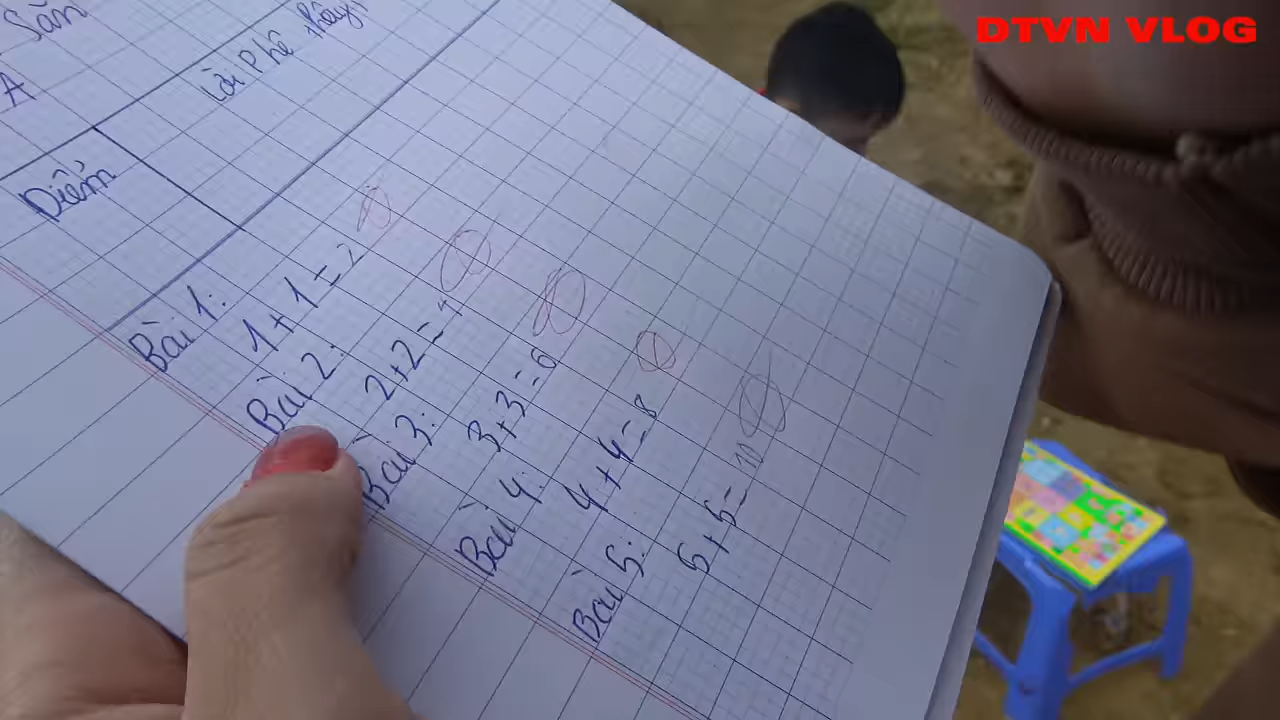 DTVN VLOG
Săn
A
Điểm
Lời Phê
Bài 1:
1+1=2
Bài 2:
2+2=4
Bài 3:
3+3=6
Bài 4:
4+4=8
Bài 5:
5+5=10